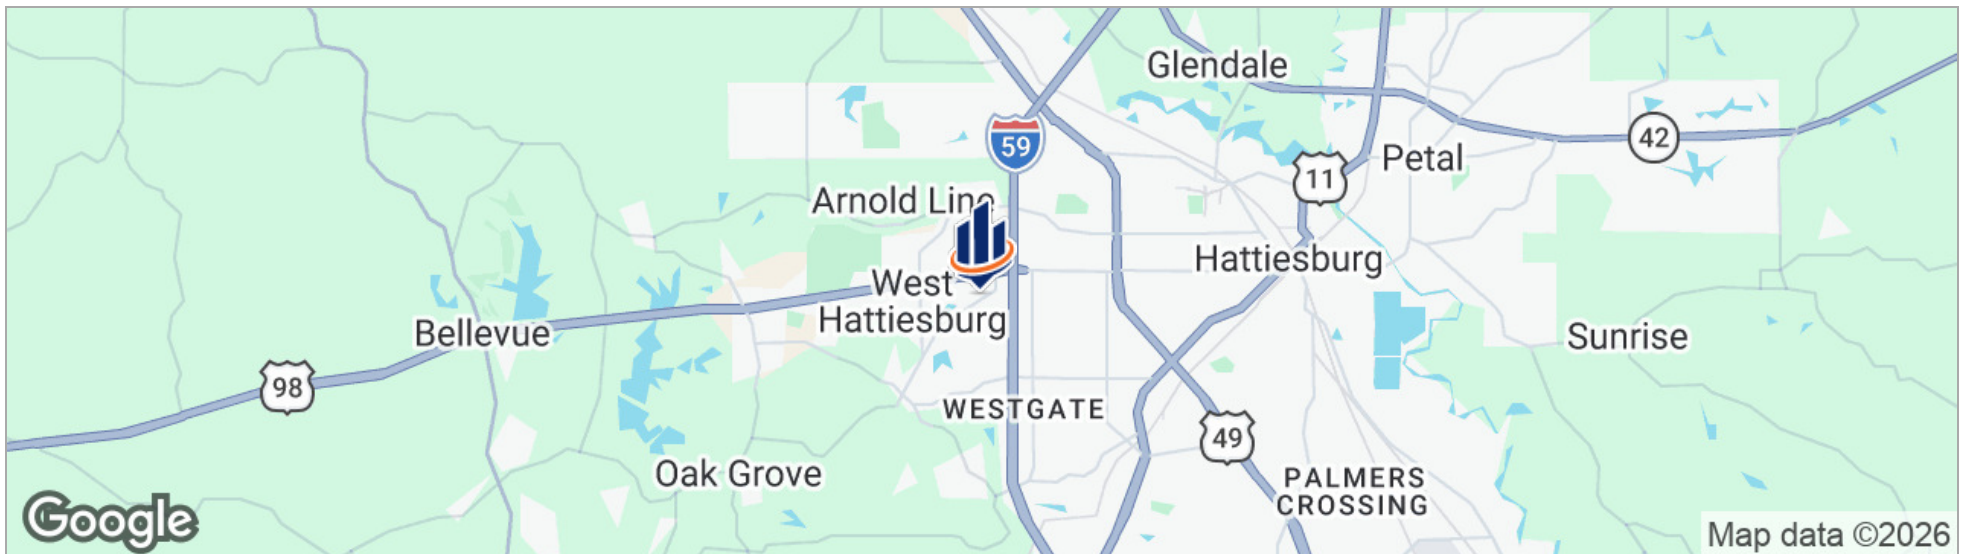 Glendale
59
42
Petal
11
Arnold Line
Hattiesburg
West
Hattiesburg
Bellevue
Sunrise
98
WESTGATE
49
Oak Grove
PALMERS
CROSSING
Google
Map data ©2026